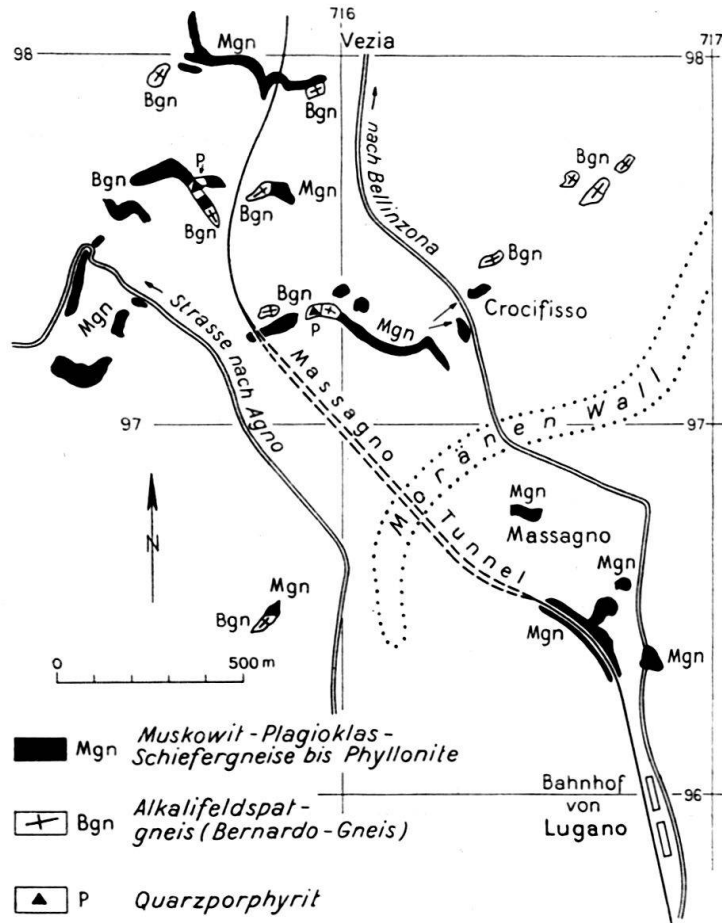 716
717
98
Mgn
Vezia
98
Bgn
Bgn
nach Bellinzona
Bgn
P
Bgn
Mgn
Bgn
Bgn
Strasse nach Agno
Bgn
Crocifisso
Mgn
P
Mgn
Massagno Tunnel
Moränen Wall
97
97
N
Mgn
Massagno
Mgn
Mgn
Bgn
Mgn
Mgn
0 500 m
Mgn Muskowit-Plagioklas-
Schiefergneise bis Phyllonite
Bahnhof
von
Lugano
96
Bgn Alkalifeldspat-
gneis (Bernardo-Gneis)
P Quarzporphyrit